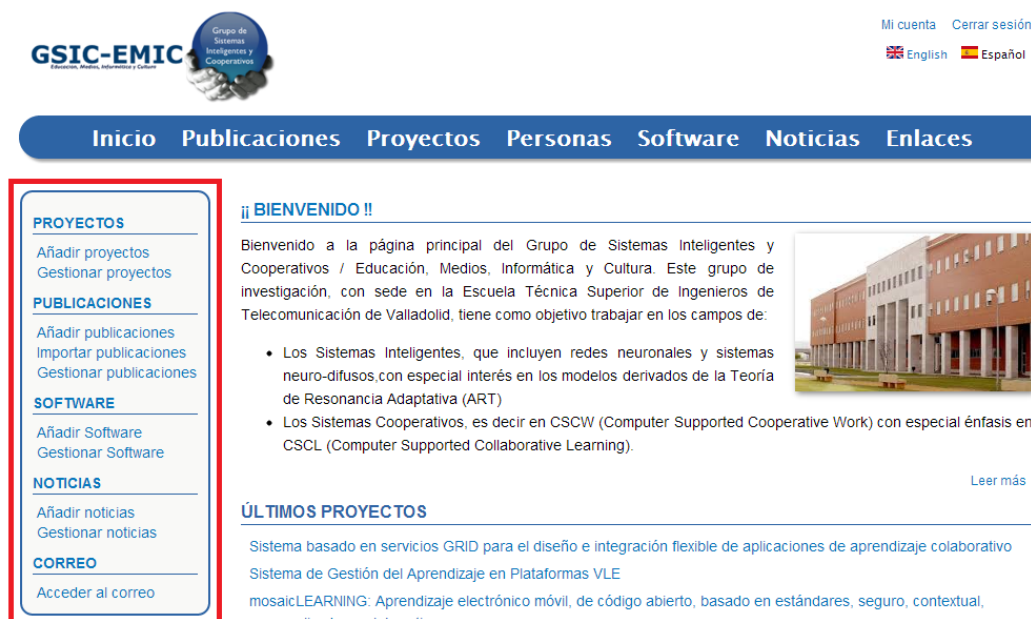 GSIC-EMIC
Educación, Medios, Informática y Cultura
Grupo de
Sistemas
Inteligentes y
Cooperativos
Mi cuenta Cerrar sesión
English Español
Inicio Publicaciones Proyectos Personas Software Noticias Enlaces
PROYECTOS
Añadir proyectos
Gestionar proyectos
PUBLICACIONES
Añadir publicaciones
Importar publicaciones
Gestionar publicaciones
SOFTWARE
Añadir Software
Gestionar Software
NOTICIAS
Añadir noticias
Gestionar noticias
CORREO
Acceder al correo
¡¡ BIENVENIDO !!
Bienvenido a la página principal del Grupo de Sistemas Inteligentes y
Cooperativos / Educación, Medios, Informática y Cultura. Este grupo de
investigación, con sede en la Escuela Técnica Superior de Ingenieros de
Telecomunicación de Valladolid, tiene como objetivo trabajar en los campos de:
• Los Sistemas Inteligentes, que incluyen redes neuronales y sistemas
neuro-difusos,con especial interés en los modelos derivados de la Teoría
de Resonancia Adaptativa (ART)
• Los Sistemas Cooperativos, es decir en CSCW (Computer Supported Cooperative Work) con especial énfasis en
CSCL (Computer Supported Collaborative Learning).
Leer más
ÚLTIMOS PROYECTOS
Sistema basado en servicios GRID para el diseño e integración flexible de aplicaciones de aprendizaje colaborativo
Sistema de Gestión del Aprendizaje en Plataformas VLE
mosaicLEARNING: Aprendizaje electrónico móvil, de código abierto, basado en estándares, seguro, contextual,